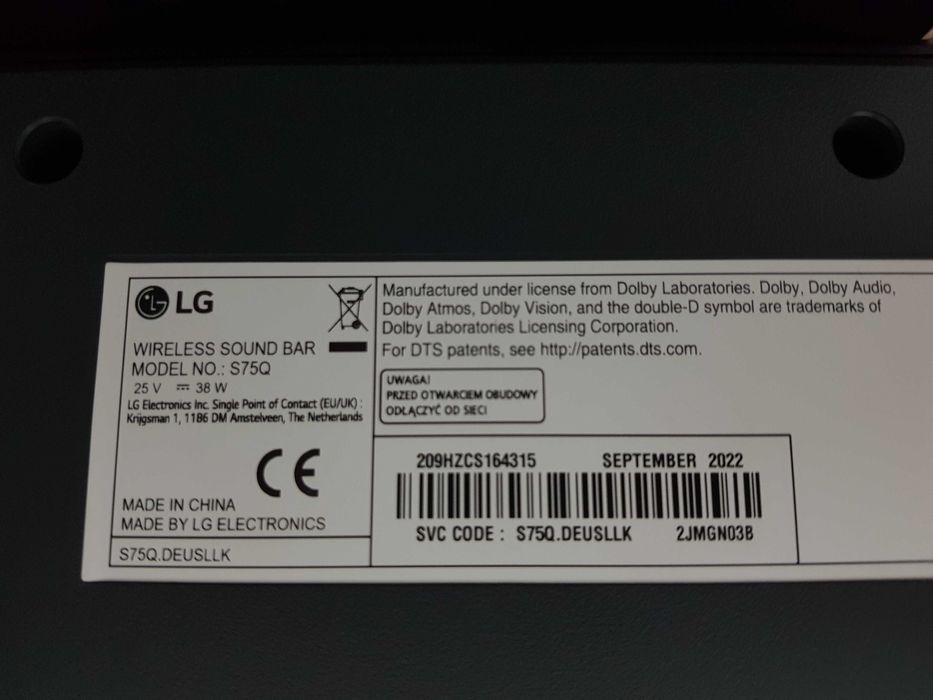 LG
WIRELESS SOUND BAR
MODEL NO.: S75Q
25 V ⎓ 38 W
LG Electronics Inc. Single Point of Contact (EU/UK) :
Krijgsman 1, 1186 DM Amstelveen, The Netherlands
CE
MADE IN CHINA
MADE BY LG ELECTRONICS
S75Q.DEUSLLK
Manufactured under license from Dolby Laboratories. Dolby, Dolby Audio,
Dolby Atmos, Dolby Vision, and the double-D symbol are trademarks of
Dolby Laboratories Licensing Corporation.
For DTS patents, see http://patents.dts.com.
UWAGA!
PRZED OTWARCIEM OBUDOWY
ODŁĄCZYĆ OD SIECI
209HZCS164315 SEPTEMBER 2022
SVC CODE : S75Q.DEUSLLK 2JMGN03B